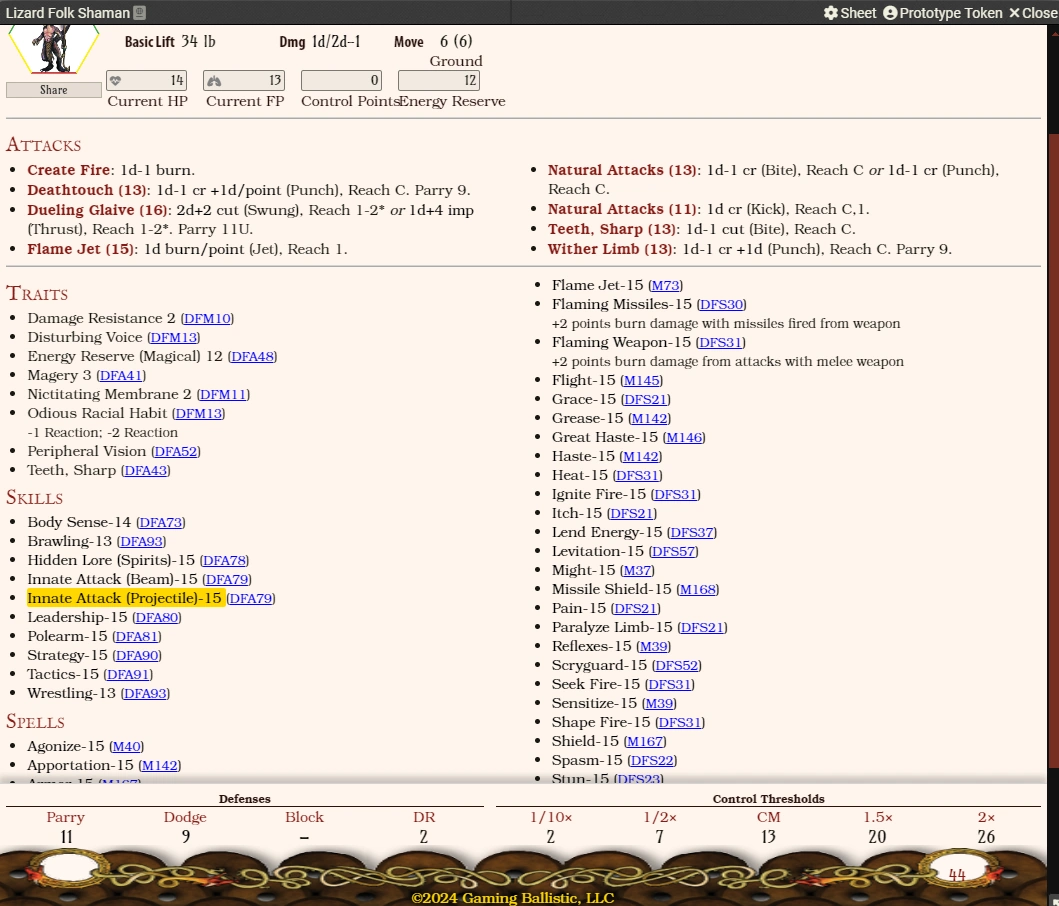 Lizard Folk Shaman
Sheet Prototype Token Close
Basic Lift 34 lb Dmg 1d/2d-1 Move 6 (6)
Ground
Share
14 13 0 12
Current HP Current FP Control Points Energy Reserve
ATTACKS
Create Fire: 1d-1 burn.
Deathtouch (13): 1d-1 cr +1d/point (Punch), Reach C. Parry 9.
Dueling Glaive (16): 2d+2 cut (Swung), Reach 1-2* or 1d+4 imp
(Thrust), Reach 1-2*. Parry 11U.
Flame Jet (15): 1d burn/point (Jet), Reach 1.
Natural Attacks (13): 1d-1 cr (Bite), Reach C or 1d-1 cr (Punch),
Reach C.
Natural Attacks (11): 1d cr (Kick), Reach C,1.
Teeth, Sharp (13): 1d-1 cut (Bite), Reach C.
Wither Limb (13): 1d-1 cr +1d (Punch), Reach C. Parry 9.
TRAITS
Damage Resistance 2 (DFM10)
Disturbing Voice (DFM13)
Energy Reserve (Magical) 12 (DFA48)
Magery 3 (DFA41)
Nictitating Membrane 2 (DFM11)
Odious Racial Habit (DFM13)
-1 Reaction; -2 Reaction
Peripheral Vision (DFA52)
Teeth, Sharp (DFA43)
SKILLS
Body Sense-14 (DFA73)
Brawling-13 (DFA93)
Hidden Lore (Spirits)-15 (DFA78)
Innate Attack (Beam)-15 (DFA79)
Innate Attack (Projectile)-15 (DFA79)
Leadership-15 (DFA80)
Polearm-15 (DFA81)
Strategy-15 (DFA90)
Tactics-15 (DFA91)
Wrestling-13 (DFA93)
SPELLS
Agonize-15 (M40)
Apportation-15 (M142)
Armor-15 (M167)
Flame Jet-15 (M73)
Flaming Missiles-15 (DFS30)
+2 points burn damage with missiles fired from weapon
Flaming Weapon-15 (DFS31)
+2 points burn damage from attacks with melee weapon
Flight-15 (M145)
Grace-15 (DFS21)
Grease-15 (M142)
Great Haste-15 (M146)
Haste-15 (M142)
Heat-15 (DFS31)
Ignite Fire-15 (DFS31)
Itch-15 (DFS21)
Lend Energy-15 (DFS37)
Levitation-15 (DFS57)
Might-15 (M37)
Missile Shield-15 (M168)
Pain-15 (DFS21)
Paralyze Limb-15 (DFS21)
Reflexes-15 (M39)
Scryguard-15 (DFS52)
Seek Fire-15 (DFS31)
Sensitize-15 (M39)
Shape Fire-15 (DFS31)
Shield-15 (M167)
Spasm-15 (DFS22)
Stun-15 (DFS23)
Defenses
Parry Dodge Block DR
11 9 – 2
Control Thresholds
1/10× 1/2× CM 1.5× 2×
2 7 13 20 26
44
©2024 Gaming Ballistic, LLC